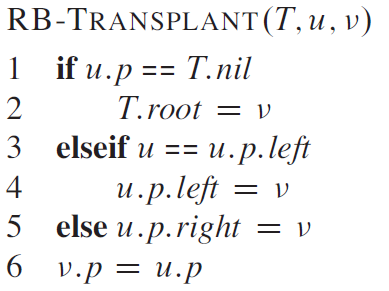 RB-TRANSPLANT(T, u, v)
1 if u.p == T.nil
2 T.root = v
3 elseif u == u.p.left
4 u.p.left = v
5 else u.p.right = v
6 v.p = u.p